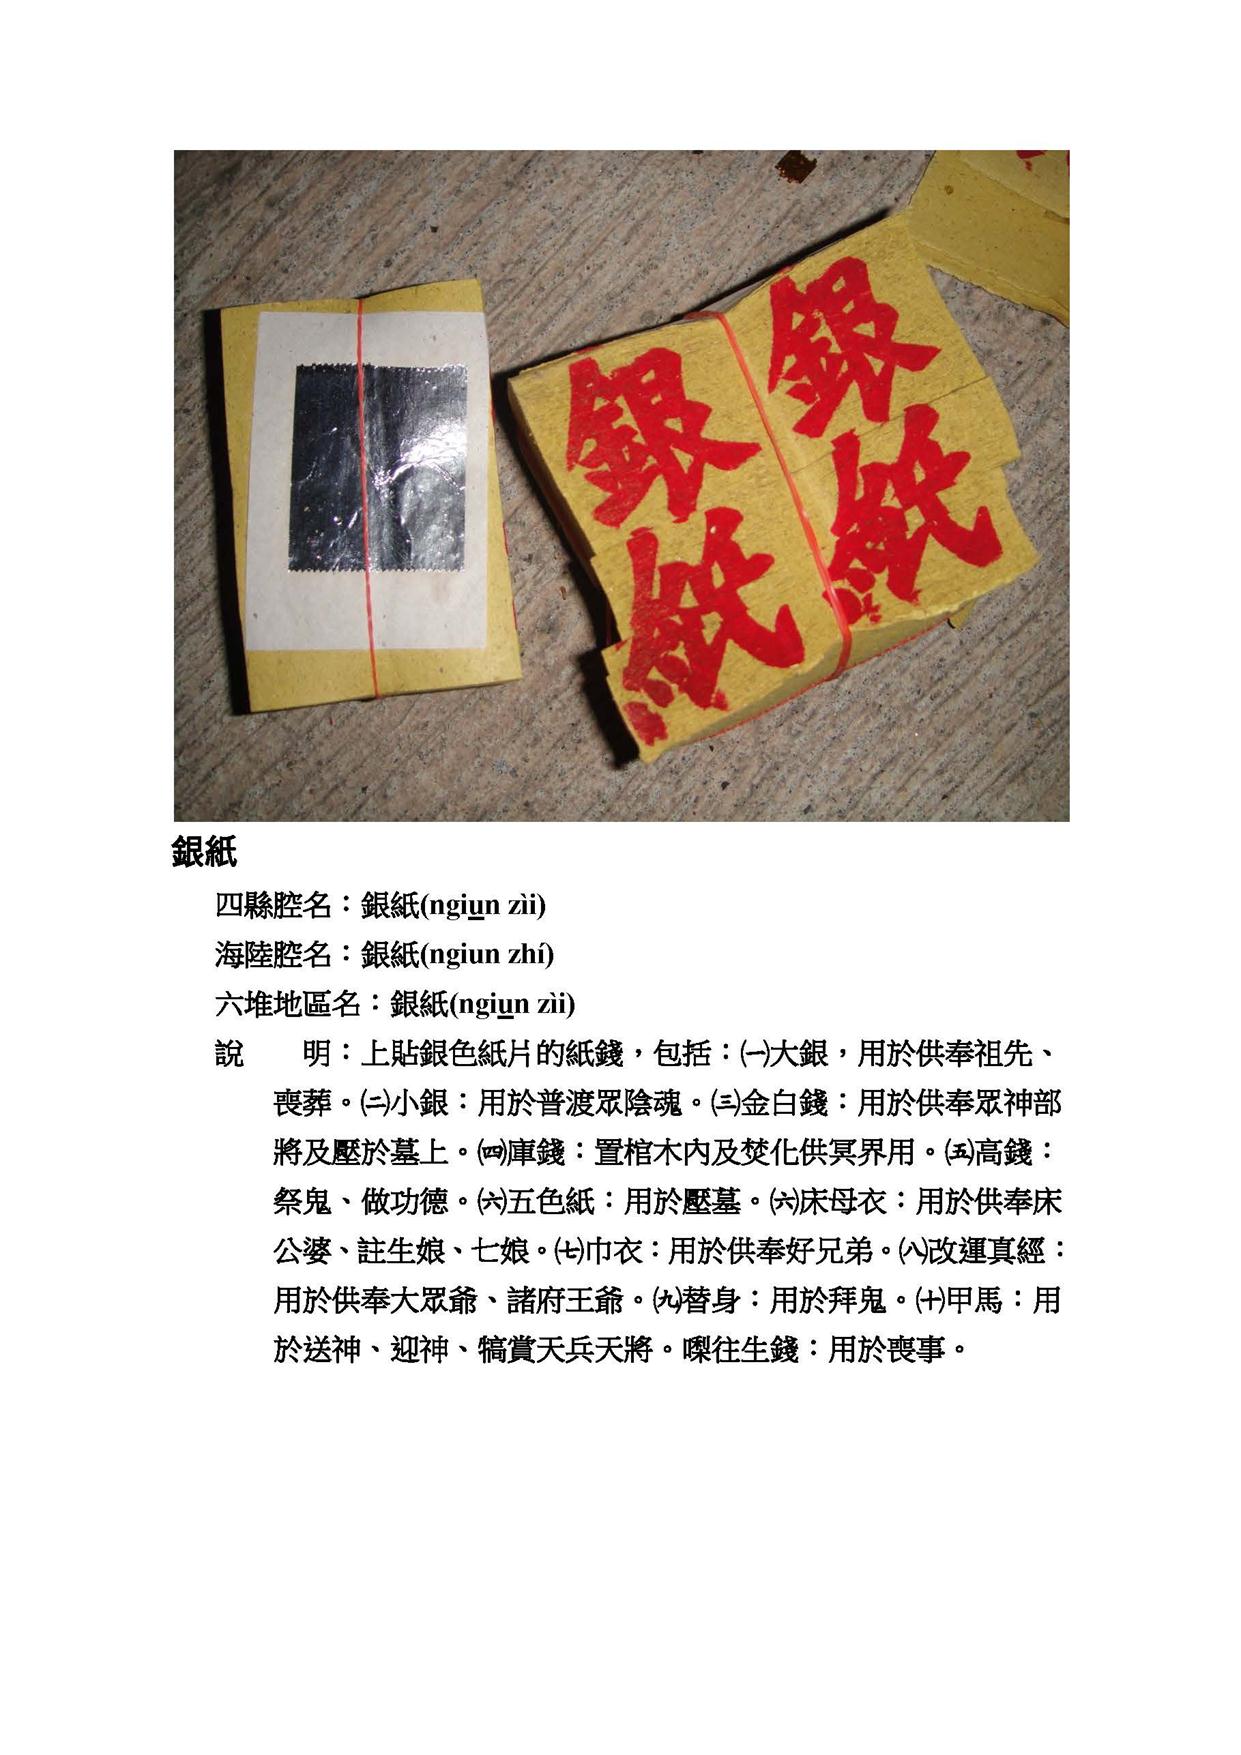 銀紙
銀紙
銀紙
四縣腔名：銀紙(ngiun zìi)
海陸腔名：銀紙(ngiun zhí)
六堆地區名：銀紙(ngiun zìi)
說　　明：上貼銀色紙片的紙錢，包括：㈠大銀，用於供奉祖先、
喪葬。㈡小銀：用於普渡眾陰魂。㈢金白錢：用於供奉眾神部
將及壓於墓上。㈣庫錢：置棺木內及焚化供冥界用。㈤高錢：
祭鬼、做功德。㈥五色紙：用於壓墓。㈥床母衣：用於供奉床
公婆、註生娘、七娘。㈦巾衣：用於供奉好兄弟。㈧改運真經：
用於供奉大眾爺、諸府王爺。㈨替身：用於拜鬼。㈩甲馬：用
於送神、迎神、犒賞天兵天將。㗚往生錢：用於喪事。